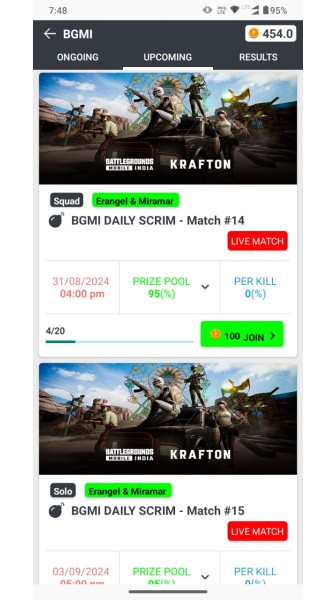 7:48
95%
BGMI
454.0
ONGOING
UPCOMING
RESULTS
BATTLEGROUNDS
MOBILE INDIA
KRAFTON
Squad
Erangel & Miramar
BGMI DAILY SCRIM - Match #14
LIVE MATCH
31/08/2024
04:00 pm
PRIZE POOL
95(%)
PER KILL
0(%)
4/20
100 JOIN
BATTLEGROUNDS
MOBILE INDIA
KRAFTON
Solo
Erangel & Miramar
BGMI DAILY SCRIM - Match #15
LIVE MATCH
03/09/2024
05:00 pm
PRIZE POOL
95(%)
PER KILL
0(%)